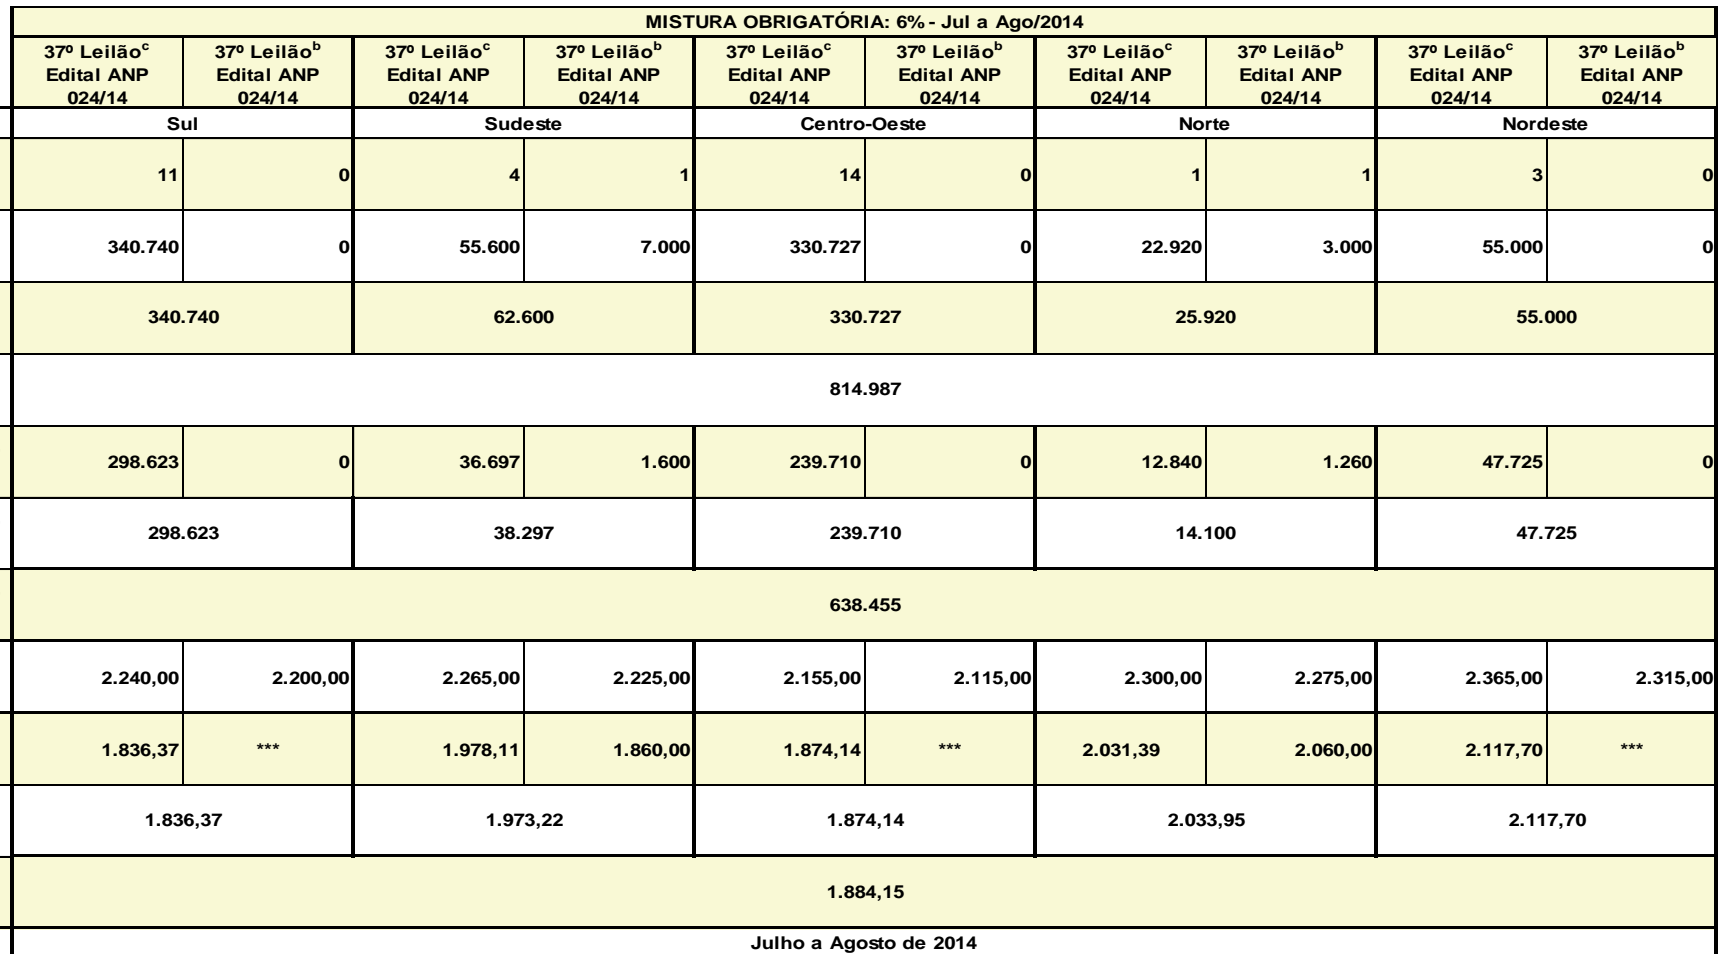 MISTURA OBRIGATÓRIA: 6% - Jul a Ago/2014
37º Leilãoᶜ 37º Leilãoᵇ 37º Leilãoᶜ 37º Leilãoᵇ 37º Leilãoᶜ 37º Leilãoᵇ 37º Leilãoᶜ 37º Leilãoᵇ 37º Leilãoᶜ 37º Leilãoᵇ
Edital ANP Edital ANP Edital ANP Edital ANP Edital ANP Edital ANP Edital ANP Edital ANP Edital ANP Edital ANP
024/14 024/14 024/14 024/14 024/14 024/14 024/14 024/14 024/14 024/14
Sul Sudeste Centro-Oeste Norte Nordeste
11 0 4 1 14 0 1 1 3 0
340.740 0 55.600 7.000 330.727 0 22.920 3.000 55.000 0
340.740 62.600 330.727 25.920 55.000
814.987
298.623 0 36.697 1.600 239.710 0 12.840 1.260 47.725 0
298.623 38.297 239.710 14.100 47.725
638.455
2.240,00 2.200,00 2.265,00 2.225,00 2.155,00 2.115,00 2.300,00 2.275,00 2.365,00 2.315,00
1.836,37 *** 1.978,11 1.860,00 1.874,14 *** 2.031,39 2.060,00 2.117,70 ***
1.836,37 1.973,22 1.874,14 2.033,95 2.117,70
1.884,15
Julho a Agosto de 2014